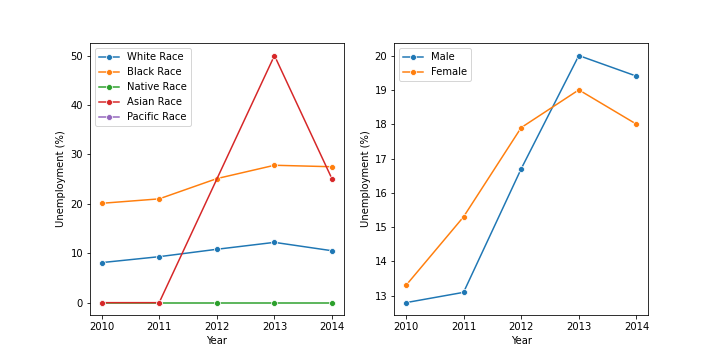 White Race
Black Race
Native Race
Asian Race
Pacific Race
50
40
30
20
10
0
Unemployment (%)
2010 2011 2012 2013 2014
Year
Male
Female
20
19
18
17
16
15
14
13
Unemployment (%)
2010 2011 2012 2013 2014
Year